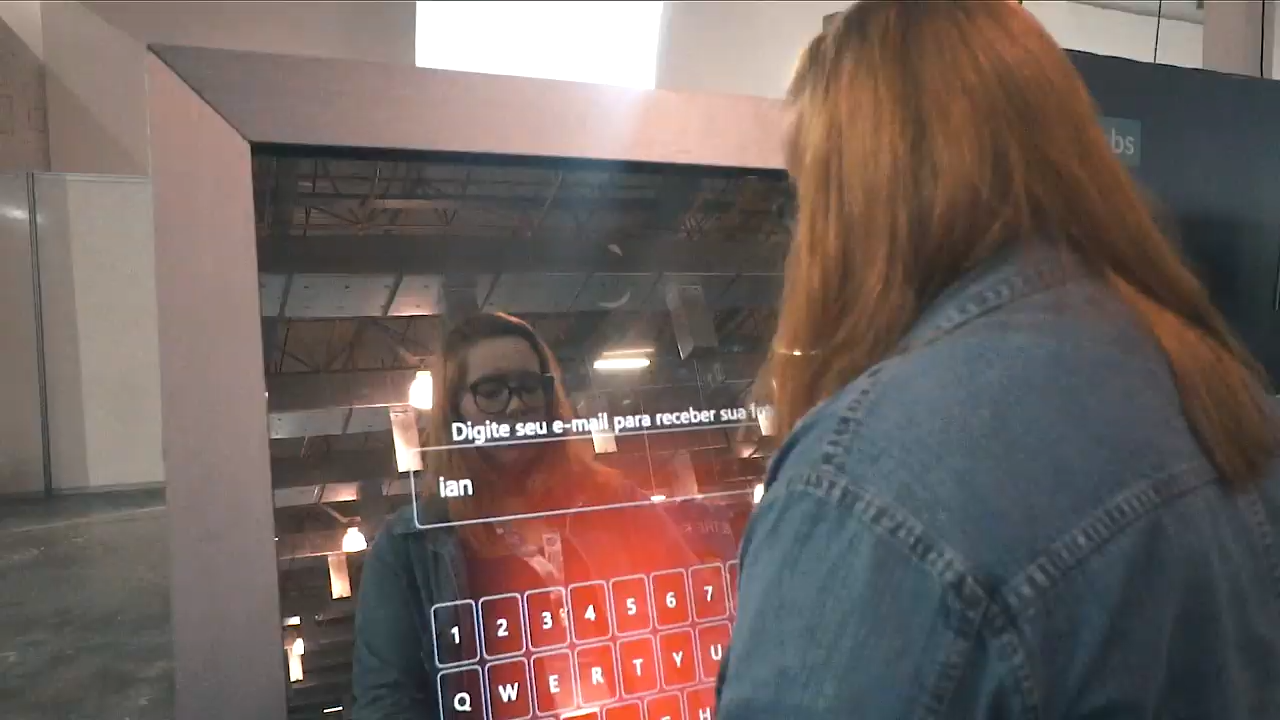 bs
Digite seu e-mail para receber sua
ian
1 2 3 4 5 6 7
Q W E R T Y U
H